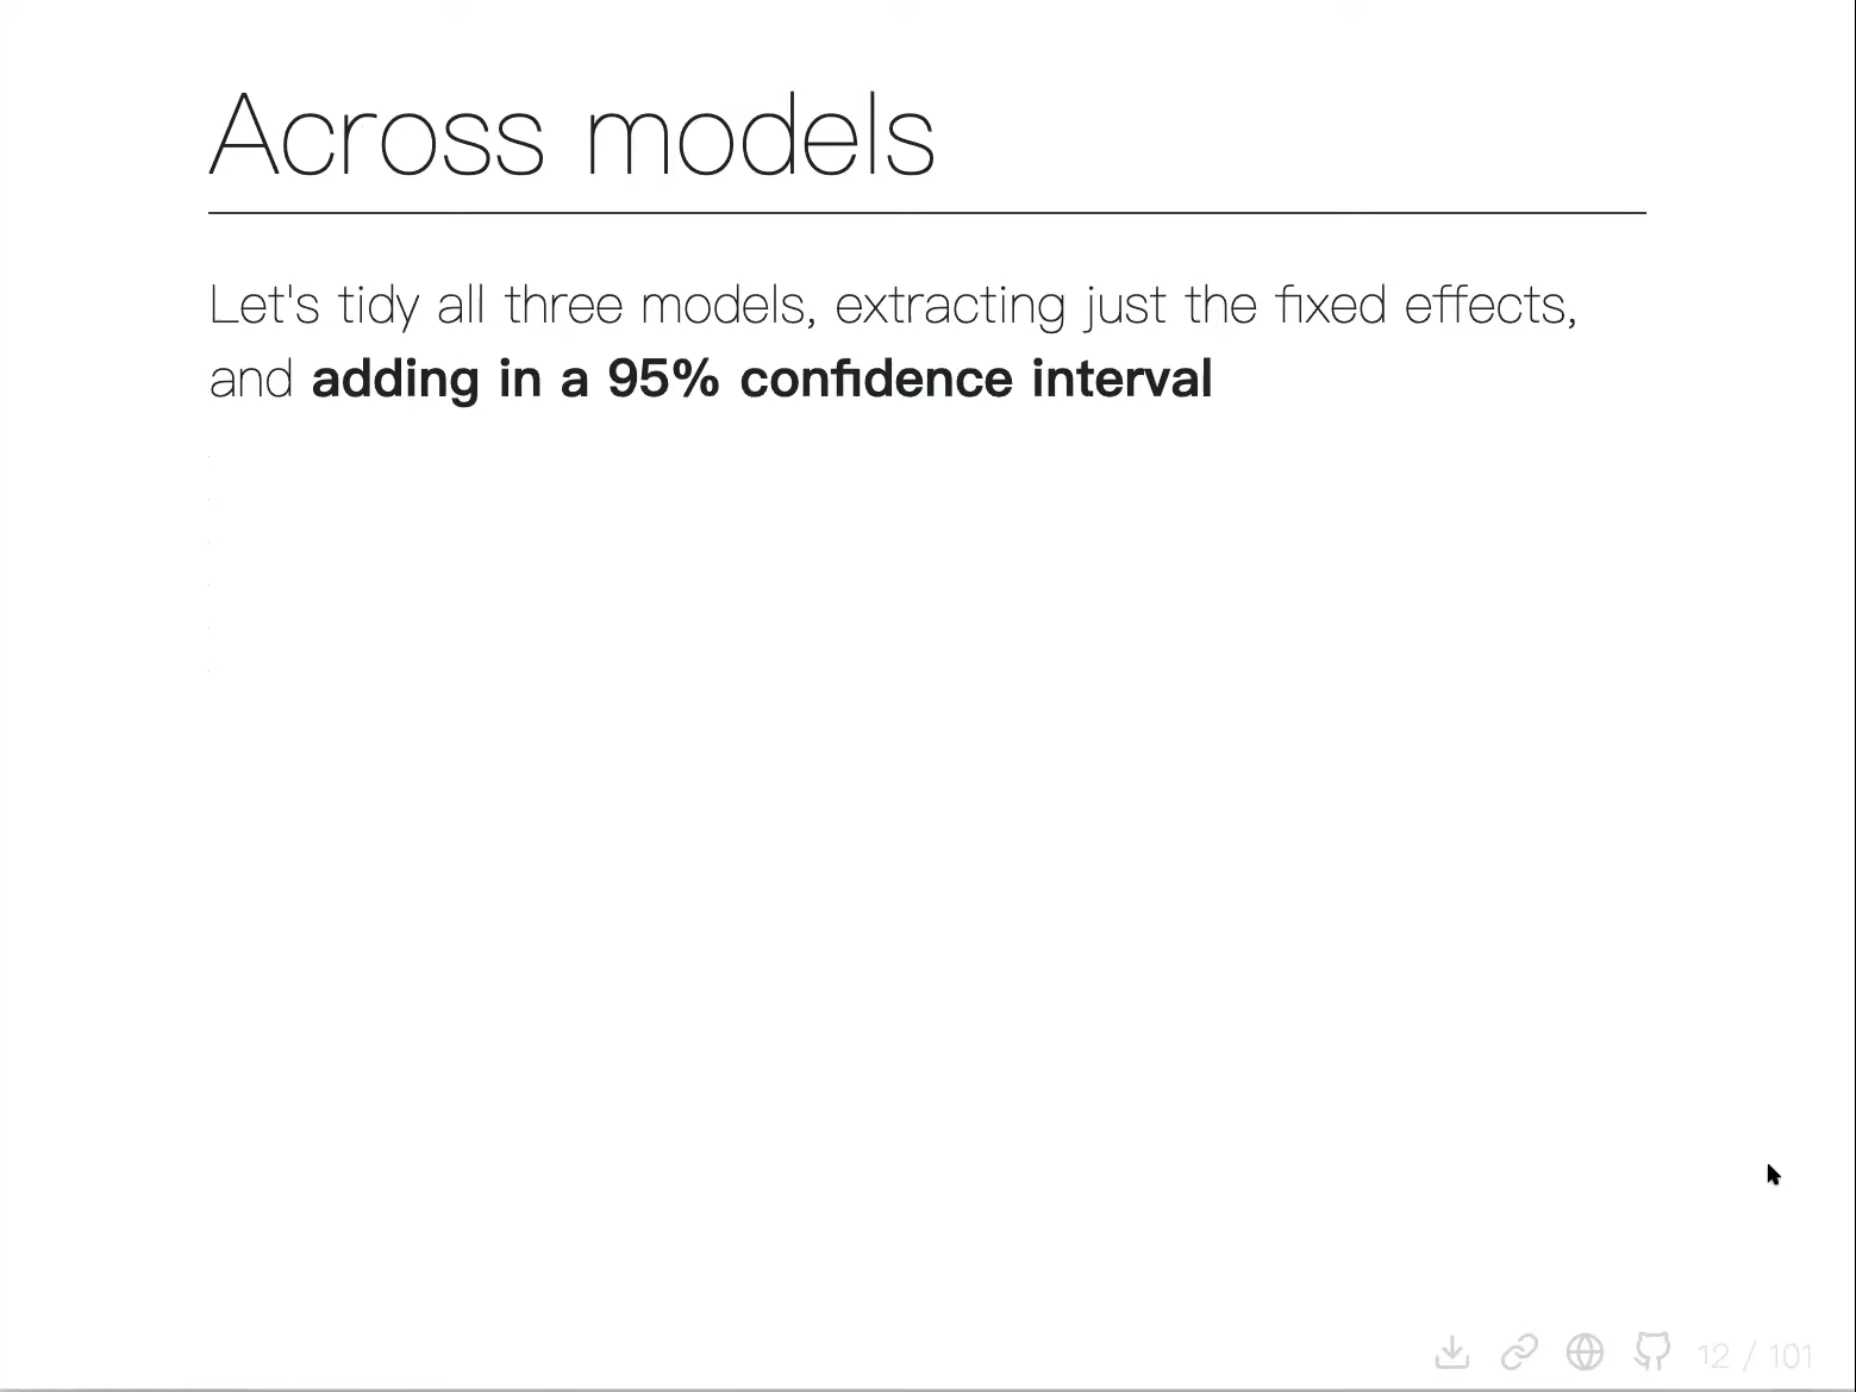 Across models
Let's tidy all three models, extracting just the fixed effects,
and adding in a 95% confidence interval
12 / 101